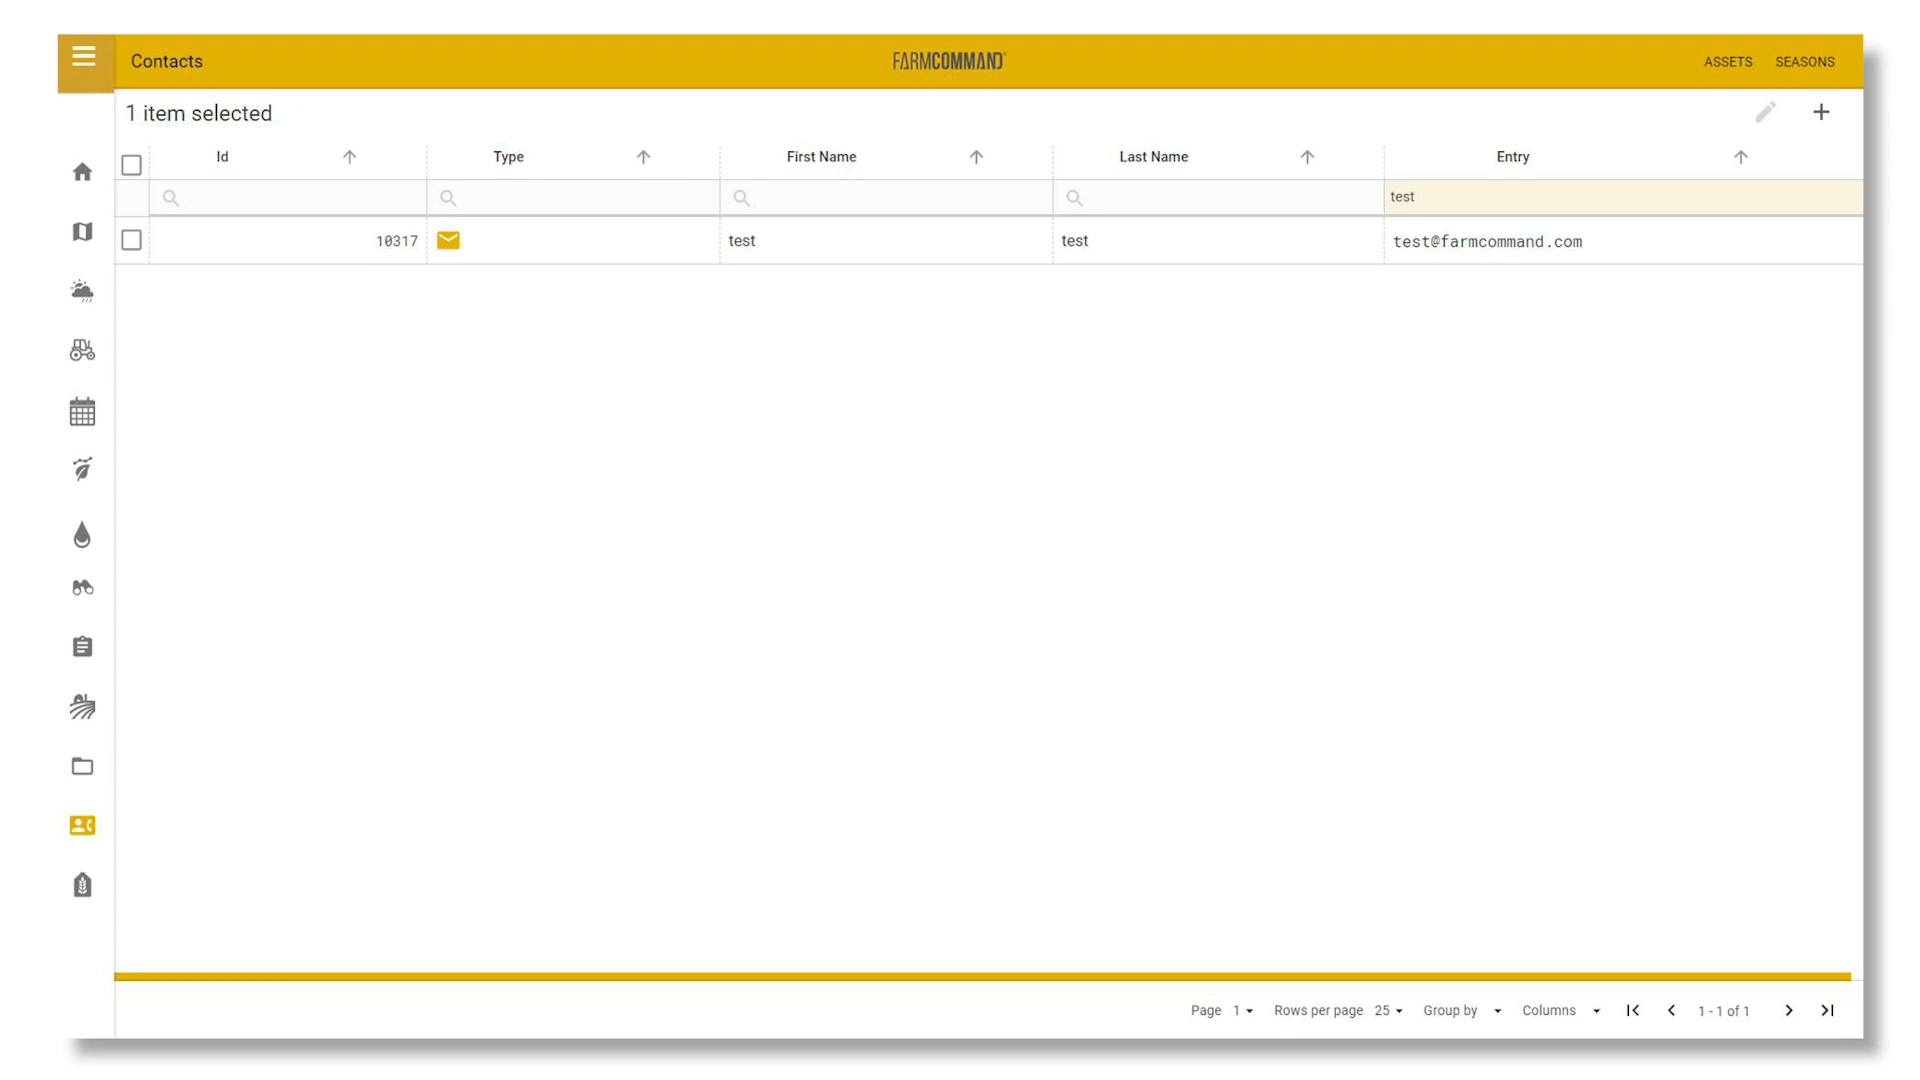 Contacts
FARMCOMMAND
ASSETS SEASONS
1 item selected
Id Type First Name Last Name Entry
test
10317 test test test@farmcommand.com
Page 1 Rows per page 25 Group by Columns 1 - 1 of 1